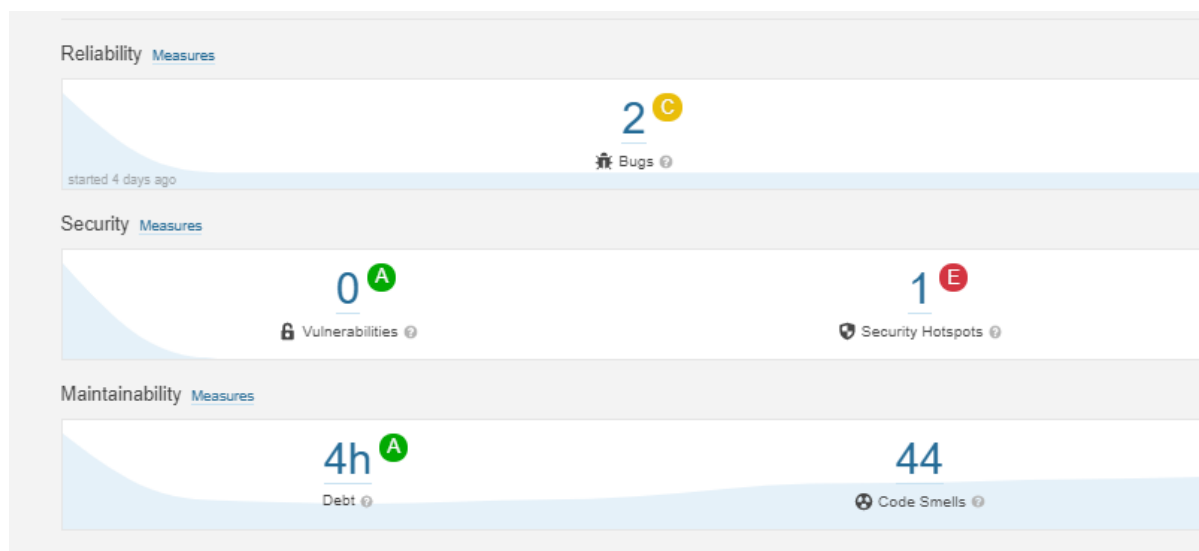 Reliability Measures
2 C
Bugs ?
started 4 days ago
Security Measures
0 A
1 E
Vulnerabilities ?
Security Hotspots ?
Maintainability Measures
4h A
44
Debt ?
Code Smells ?